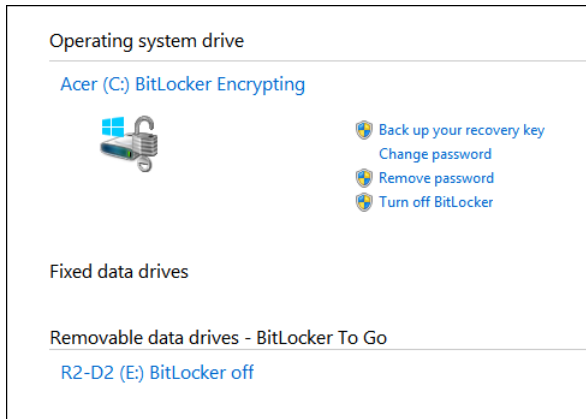 Operating system drive
Acer (C:) BitLocker Encrypting
Back up your recovery key
Change password
Remove password
Turn off BitLocker
Fixed data drives
Removable data drives - BitLocker To Go
R2-D2 (E:) BitLocker off